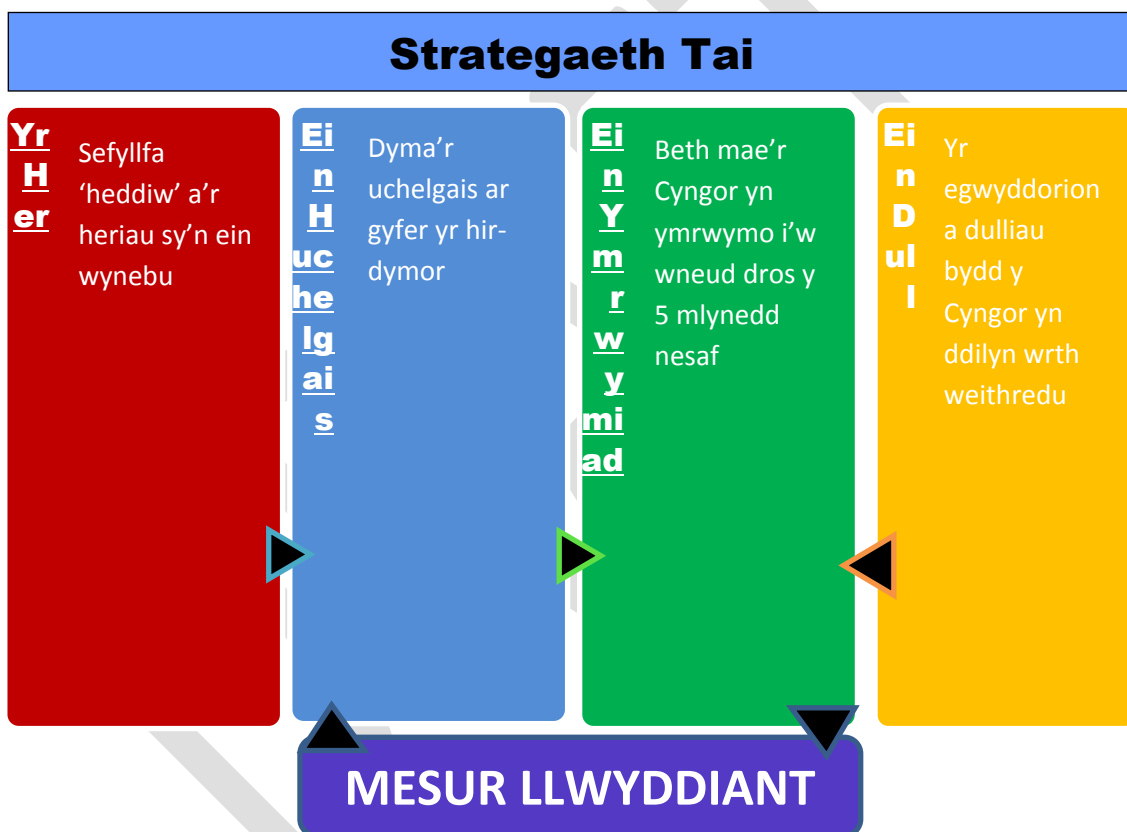 Strategaeth Tai
Yr
H
er
Sefyllfa
‘heddiw’ a’r
heriau sy’n ein
wynebu
Ei
n
H
uc
he
lg
ai
s
Dyma’r
uchelgais ar
gyfer yr hir-
dymor
Ei
n
Y
m
r
w
y
mi
ad
Beth mae’r
Cyngor yn
ymrwymo i’w
wneud dros y
5 mlynedd
nesaf
Ei
n
D
ul
l
Yr
egwyddorion
a dulliau
bydd y
Cyngor yn
ddilyn wrth
weithredu
MESUR LLWYDDIANT